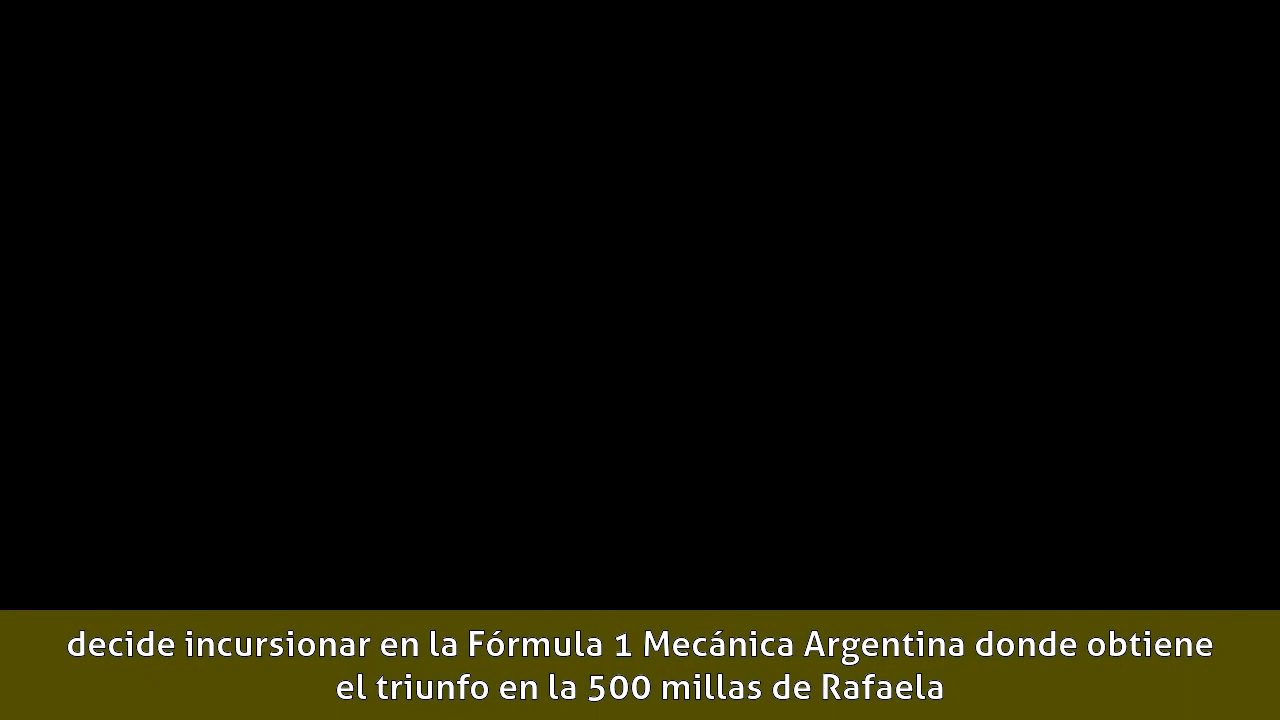 decide incursionar en la Fórmula 1 Mecánica Argentina donde obtiene
el triunfo en la 500 millas de Rafaela